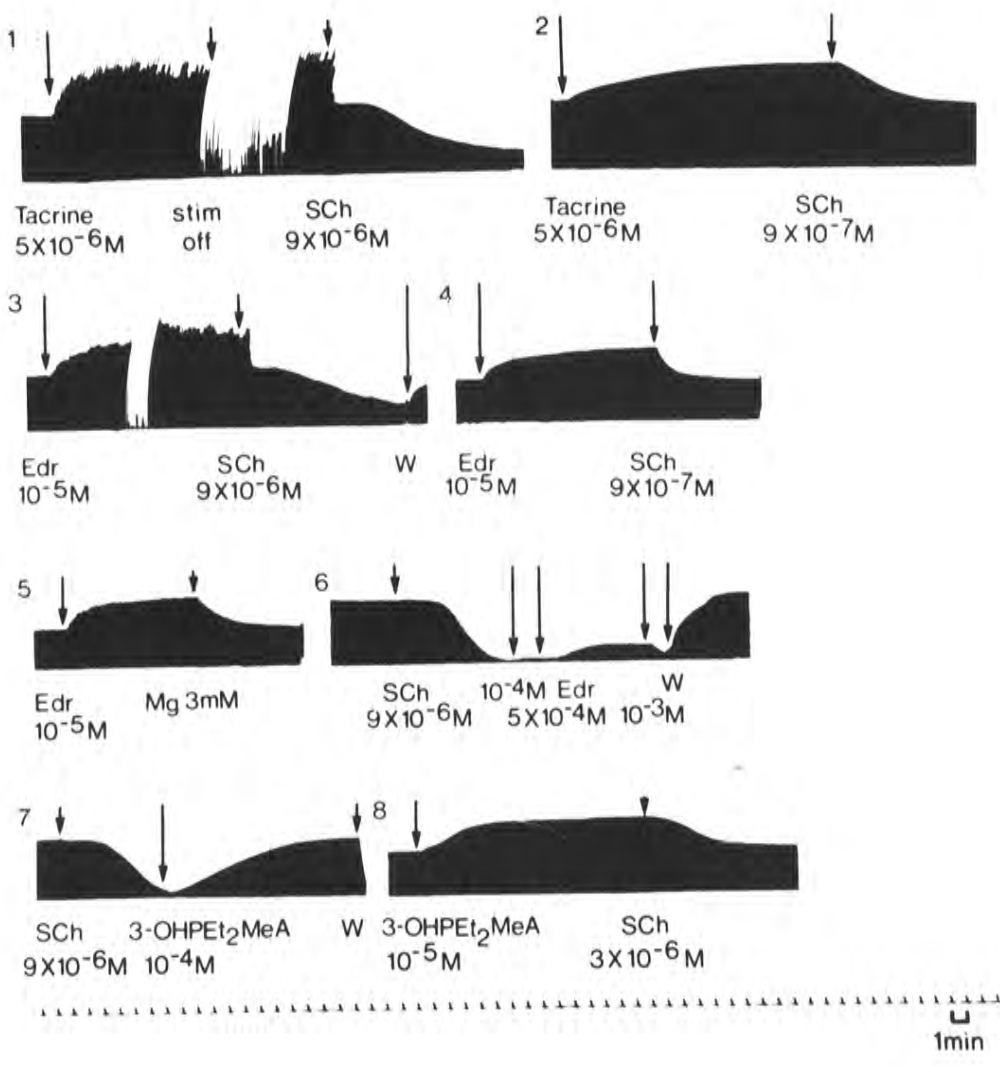 1
Tacrine stim SCh
5X10⁻⁶M off 9X10⁻⁶M
2
Tacrine SCh
5X10⁻⁶M 9X10⁻⁷M
3
Edr SCh W
10⁻⁵M 9X10⁻⁶M
4
Edr SCh
10⁻⁵M 9X10⁻⁷M
5
Edr Mg 3mM
10⁻⁵M
6
SCh 10⁻⁴M Edr W
9X10⁻⁶M 5X10⁻⁴M 10⁻³M
7
SCh 3-OHPEt₂MeA W
9X10⁻⁶M 10⁻⁴M
8
3-OHPEt₂MeA SCh
10⁻⁵M 3X10⁻⁶M
1min